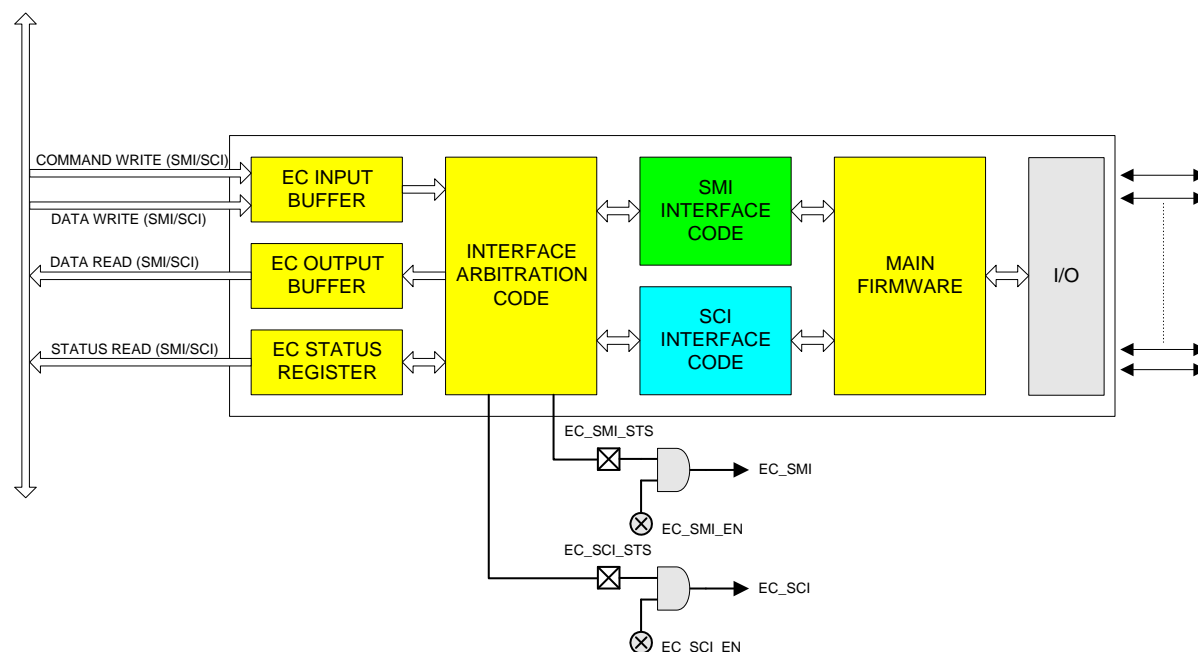 COMMAND WRITE (SMI/SCI)
DATA WRITE (SMI/SCI)
DATA READ (SMI/SCI)
STATUS READ (SMI/SCI)
EC INPUT
BUFFER
EC OUTPUT
BUFFER
EC STATUS
REGISTER
INTERFACE
ARBITRATION
CODE
SMI
INTERFACE
CODE
SCI
INTERFACE
CODE
MAIN
FIRMWARE
I/O
EC_SMI_STS
EC_SMI
EC_SMI_EN
EC_SCI_STS
EC_SCI
EC_SCI_EN